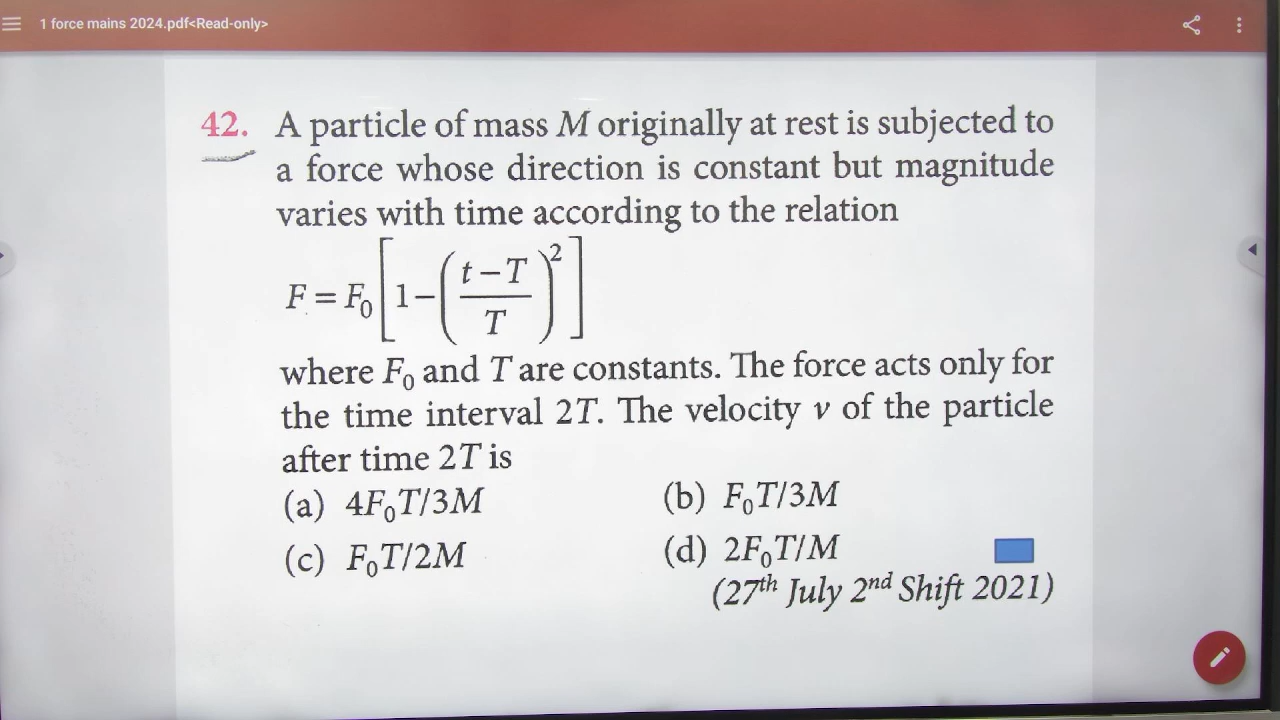 1 force mains 2024.pdf<Read-only>
42. A particle of mass M originally at rest is subjected to
a force whose direction is constant but magnitude
varies with time according to the relation
F = F₀[1−((t−T)/T)²]
where F₀ and T are constants. The force acts only for
the time interval 2T. The velocity v of the particle
after time 2T is
(a) 4F₀T/3M (b) F₀T/3M
(c) F₀T/2M (d) 2F₀T/M
(27th July 2nd Shift 2021)